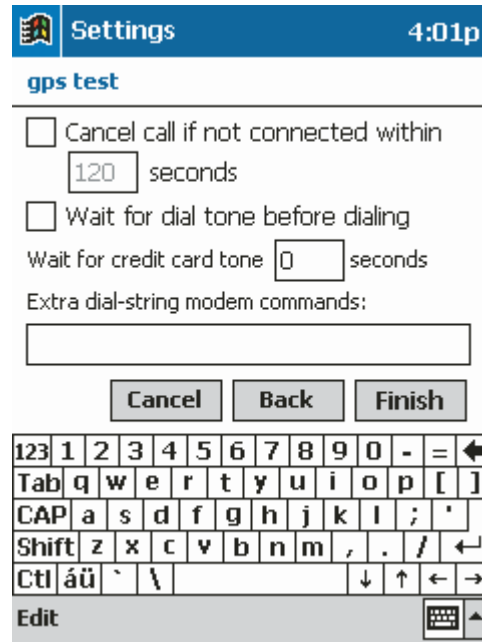 Settings 4:01p
gps test
Cancel call if not connected within
120 seconds
Wait for dial tone before dialing
Wait for credit card tone 0 seconds
Extra dial-string modem commands:
Cancel Back Finish
123 1 2 3 4 5 6 7 8 9 0 - = ←
Tab q w e r t y u i o p [ ]
CAP a s d f g h j k l ; '
Shift z x c v b n m , . / ↵
Ctl áü ` \ ↓ ↑ ← →
Edit